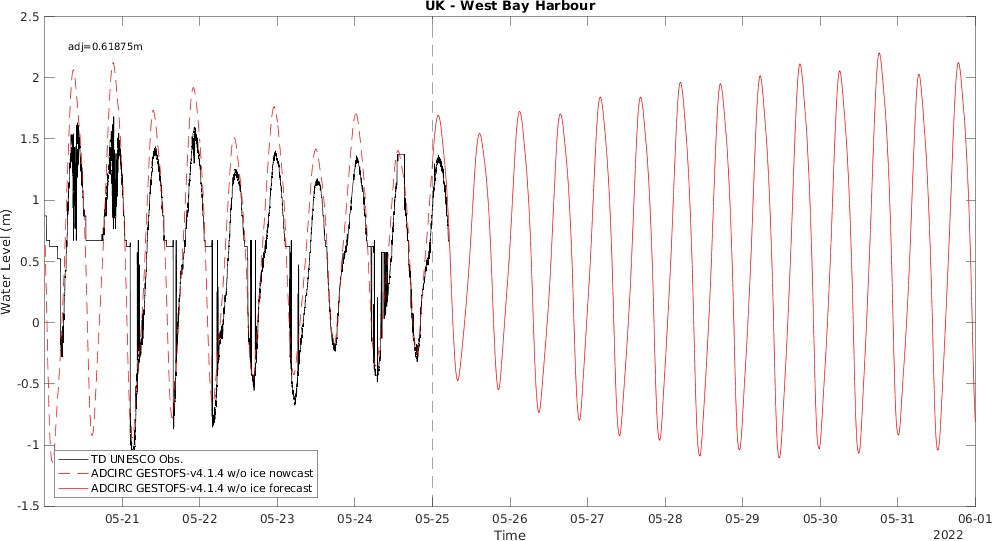 UK - West Bay Harbour
adj=0.61875m
Water Level (m)
2.5
2
1.5
1
0.5
0
-0.5
-1
-1.5
TD UNESCO Obs.
ADCIRC GESTOFS-v4.1.4 w/o ice nowcast
ADCIRC GESTOFS-v4.1.4 w/o ice forecast
05-21 05-22 05-23 05-24 05-25 05-26 05-27 05-28 05-29 05-30 05-31 06-01
Time
2022